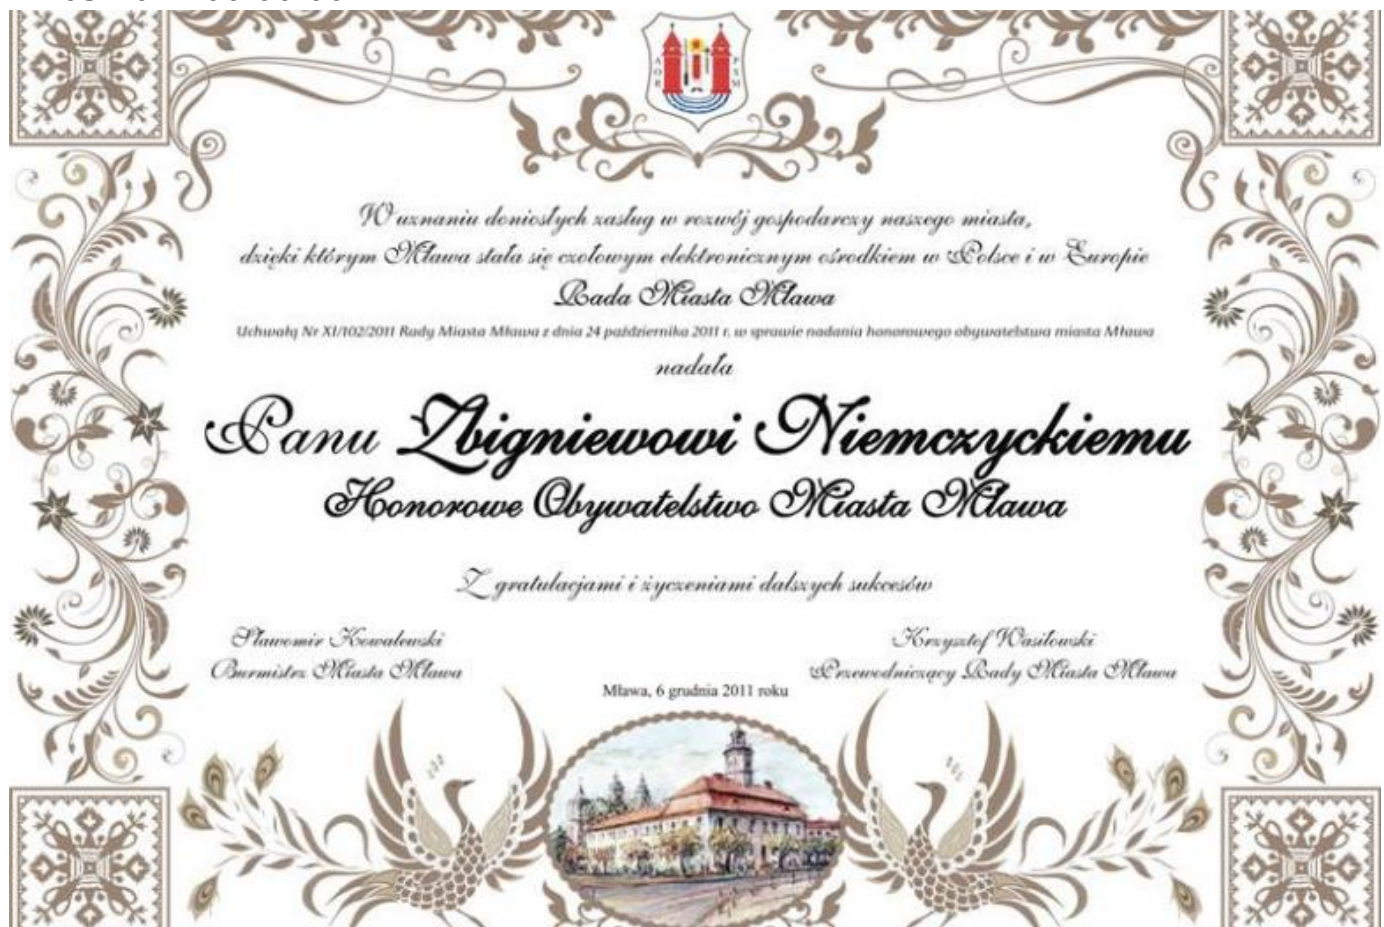 W uznaniu doniosłych zasług w rozwój gospodarczy naszego miasta,
dzięki którym Mława stała się czołowym elektronicznym ośrodkiem w Polsce i w Europie
Rada Miasta Mława
Uchwałą Nr XI/102/2011 Rady Miasta Mława z dnia 24 października 2011 r. w sprawie nadania honorowego obywatelstwa miasta Mława
nadała
Panu Zbigniewowi Niemczyckiemu
Honorowe Obywatelstwo Miasta Mława
Z gratulacjami i życzeniami dalszych sukcesów
Sławomir Kowalewski
Burmistrz Miasta Mława
Krzysztof Wasiłowski
Przewodniczący Rady Miasta Mława
Mława, 6 grudnia 2011 roku